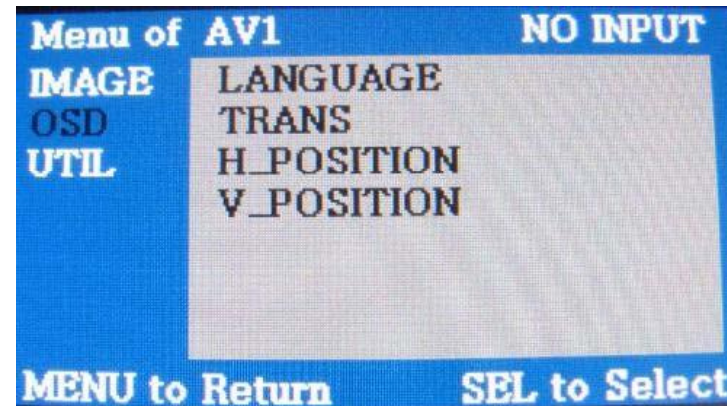 Menu of AV1 NO INPUT
IMAGE LANGUAGE
OSD TRANS
UTIL H_POSITION
V_POSITION
MENU to Return SEL to Select